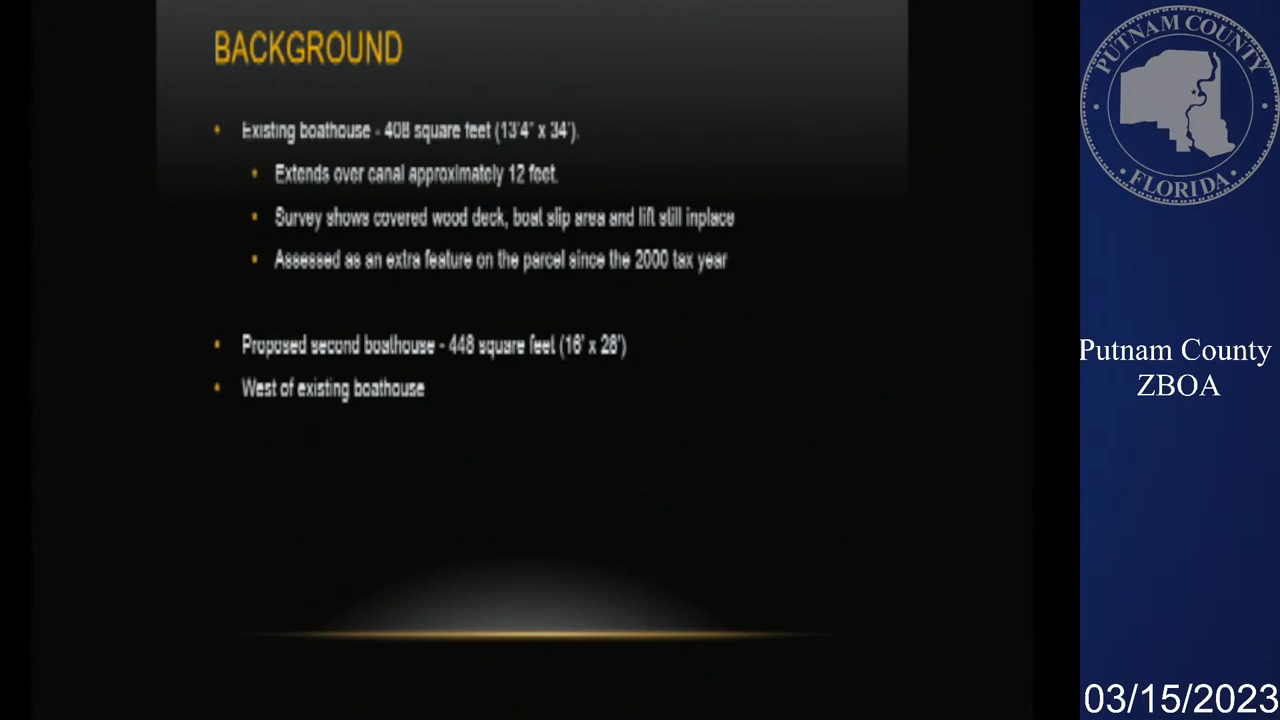 BACKGROUND
• Existing boathouse - 408 square feet (13'4" x 34').
• Extends over canal approximately 12 feet.
• Survey shows covered wood deck, boat slip area and lift still inplace
• Assessed as an extra feature on the parcel since the 2000 tax year
• Proposed second boathouse - 448 square feet (16' x 28')
• West of existing boathouse
PUTNAM COUNTY
FLORIDA
Putnam County
ZBOA
03/15/2023